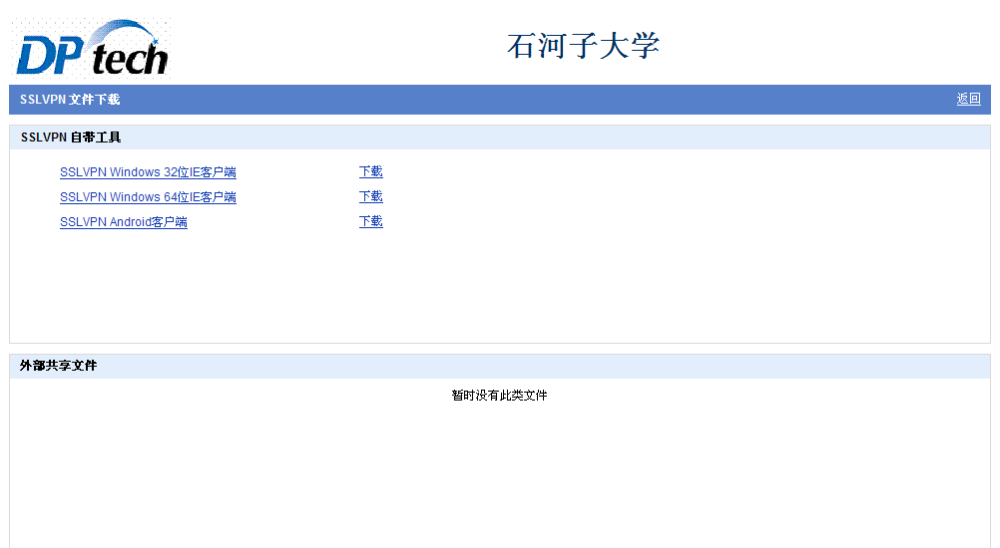 DPtech
石河子大学
SSLVPN 文件下载 返回
SSLVPN 自带工具
SSLVPN Windows 32位IE客户端 下载
SSLVPN Windows 64位IE客户端 下载
SSLVPN Android客户端 下载
外部共享文件
暂时没有此类文件